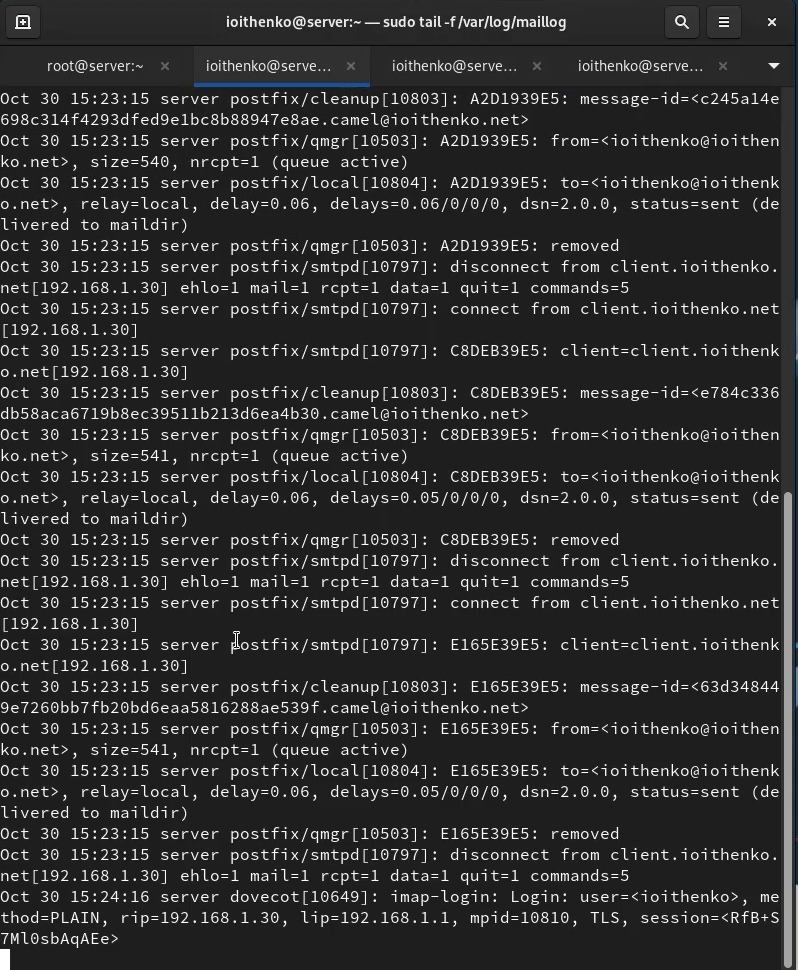 ioithenko@server:~ — sudo tail -f /var/log/maillog
root@server:~ ioithenko@serve... ioithenko@serve... ioithenko@serve...
Oct 30 15:23:15 server postfix/cleanup[10803]: A2D1939E5: message-id=<c245a14e
698c314f4293dfed9e1bc8b88947e8ae.camel@ioithenko.net>
Oct 30 15:23:15 server postfix/qmgr[10503]: A2D1939E5: from=<ioithenko@ioithen
ko.net>, size=540, nrcpt=1 (queue active)
Oct 30 15:23:15 server postfix/local[10804]: A2D1939E5: to=<ioithenko@ioithenk
o.net>, relay=local, delay=0.06, delays=0.06/0/0/0, dsn=2.0.0, status=sent (de
livered to maildir)
Oct 30 15:23:15 server postfix/qmgr[10503]: A2D1939E5: removed
Oct 30 15:23:15 server postfix/smtpd[10797]: disconnect from client.ioithenko.
net[192.168.1.30] ehlo=1 mail=1 rcpt=1 data=1 quit=1 commands=5
Oct 30 15:23:15 server postfix/smtpd[10797]: connect from client.ioithenko.net
[192.168.1.30]
Oct 30 15:23:15 server postfix/smtpd[10797]: C8DEB39E5: client=client.ioithenk
o.net[192.168.1.30]
Oct 30 15:23:15 server postfix/cleanup[10803]: C8DEB39E5: message-id=<e784c336
db58aca6719b8ec39511b213d6ea4b30.camel@ioithenko.net>
Oct 30 15:23:15 server postfix/qmgr[10503]: C8DEB39E5: from=<ioithenko@ioithen
ko.net>, size=541, nrcpt=1 (queue active)
Oct 30 15:23:15 server postfix/local[10804]: C8DEB39E5: to=<ioithenko@ioithenk
o.net>, relay=local, delay=0.06, delays=0.05/0/0/0, dsn=2.0.0, status=sent (de
livered to maildir)
Oct 30 15:23:15 server postfix/qmgr[10503]: C8DEB39E5: removed
Oct 30 15:23:15 server postfix/smtpd[10797]: disconnect from client.ioithenko.
net[192.168.1.30] ehlo=1 mail=1 rcpt=1 data=1 quit=1 commands=5
Oct 30 15:23:15 server postfix/smtpd[10797]: connect from client.ioithenko.net
[192.168.1.30]
Oct 30 15:23:15 server postfix/smtpd[10797]: E165E39E5: client=client.ioithenk
o.net[192.168.1.30]
Oct 30 15:23:15 server postfix/cleanup[10803]: E165E39E5: message-id=<63d34844
9e7260bb7fb20bd6eaa5816288ae539f.camel@ioithenko.net>
Oct 30 15:23:15 server postfix/qmgr[10503]: E165E39E5: from=<ioithenko@ioithen
ko.net>, size=541, nrcpt=1 (queue active)
Oct 30 15:23:15 server postfix/local[10804]: E165E39E5: to=<ioithenko@ioithenk
o.net>, relay=local, delay=0.06, delays=0.05/0/0/0, dsn=2.0.0, status=sent (de
livered to maildir)
Oct 30 15:23:15 server postfix/qmgr[10503]: E165E39E5: removed
Oct 30 15:23:15 server postfix/smtpd[10797]: disconnect from client.ioithenko.
net[192.168.1.30] ehlo=1 mail=1 rcpt=1 data=1 quit=1 commands=5
Oct 30 15:24:16 server dovecot[10649]: imap-login: Login: user=<ioithenko>, me
thod=PLAIN, rip=192.168.1.30, lip=192.168.1.1, mpid=10810, TLS, session=<RfB+S
7Ml0sbAqAEe>